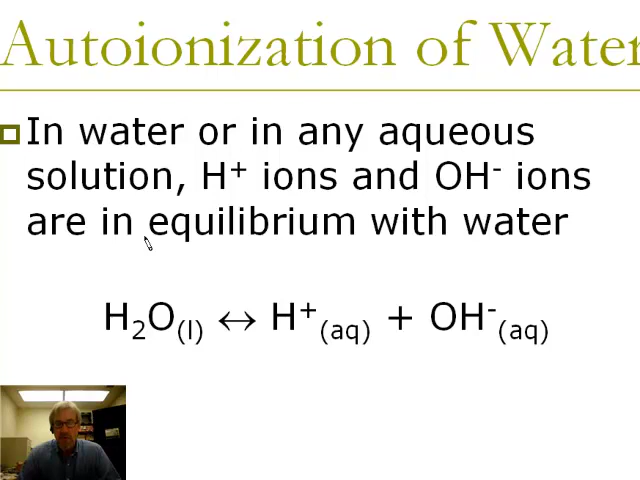 Autoionization of Water
In water or in any aqueous
solution, H⁺ ions and OH⁻ ions
are in equilibrium with water
H₂O₍l₎ ↔ H⁺₍aq₎ + OH⁻₍aq₎